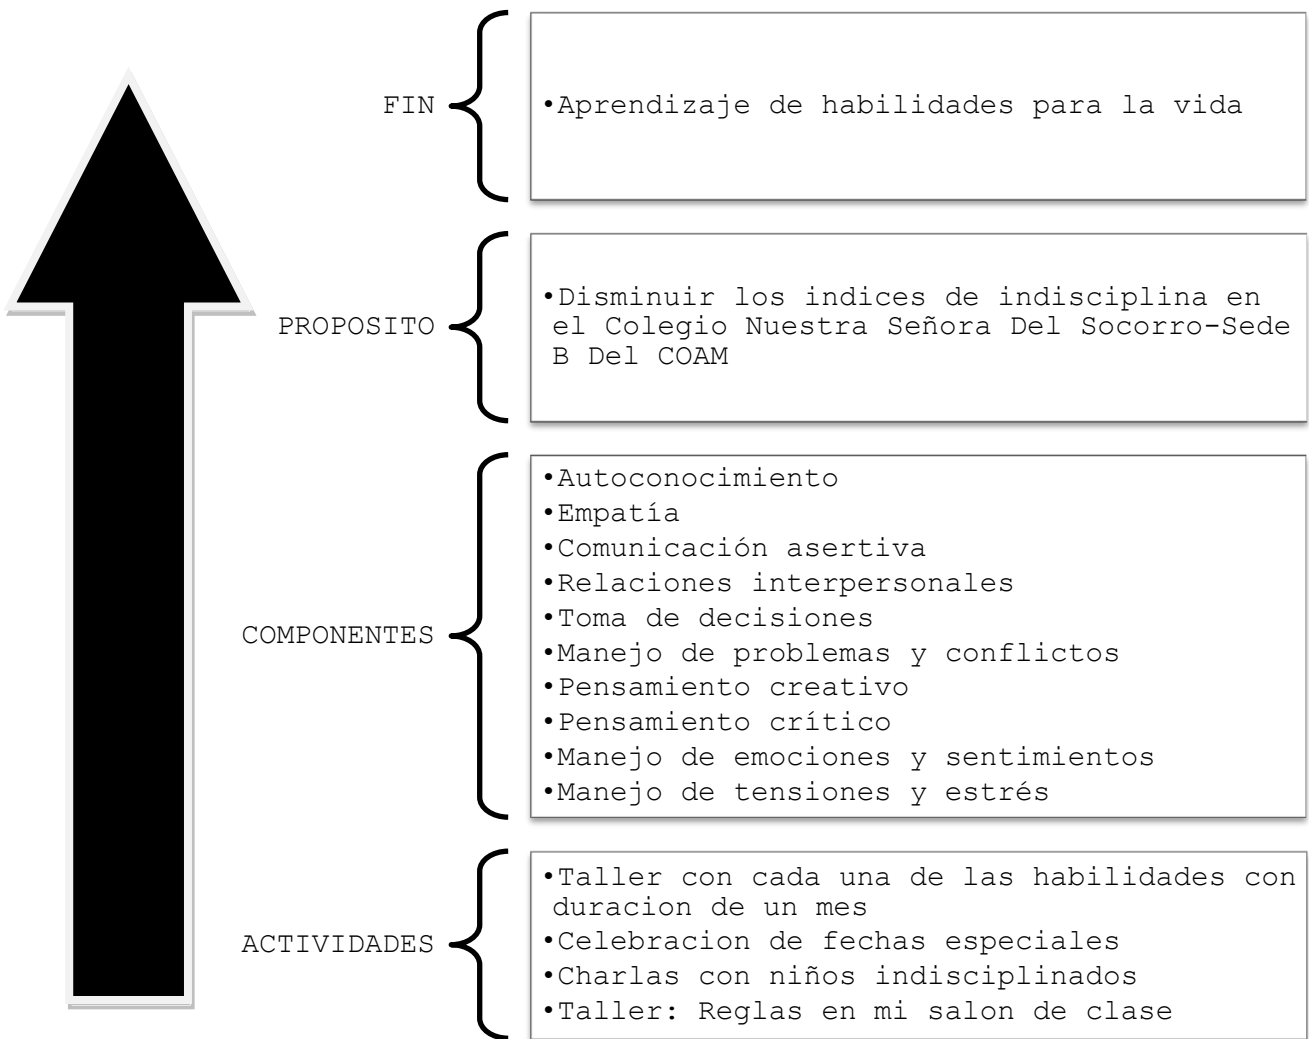 FIN
•Aprendizaje de habilidades para la vida
PROPOSITO
•Disminuir los indices de indisciplina en
el Colegio Nuestra Señora Del Socorro-Sede
B Del COAM
COMPONENTES
•Autoconocimiento
•Empatía
•Comunicación asertiva
•Relaciones interpersonales
•Toma de decisiones
•Manejo de problemas y conflictos
•Pensamiento creativo
•Pensamiento crítico
•Manejo de emociones y sentimientos
•Manejo de tensiones y estrés
ACTIVIDADES
•Taller con cada una de las habilidades con
duracion de un mes
•Celebracion de fechas especiales
•Charlas con niños indisciplinados
•Taller: Reglas en mi salon de clase